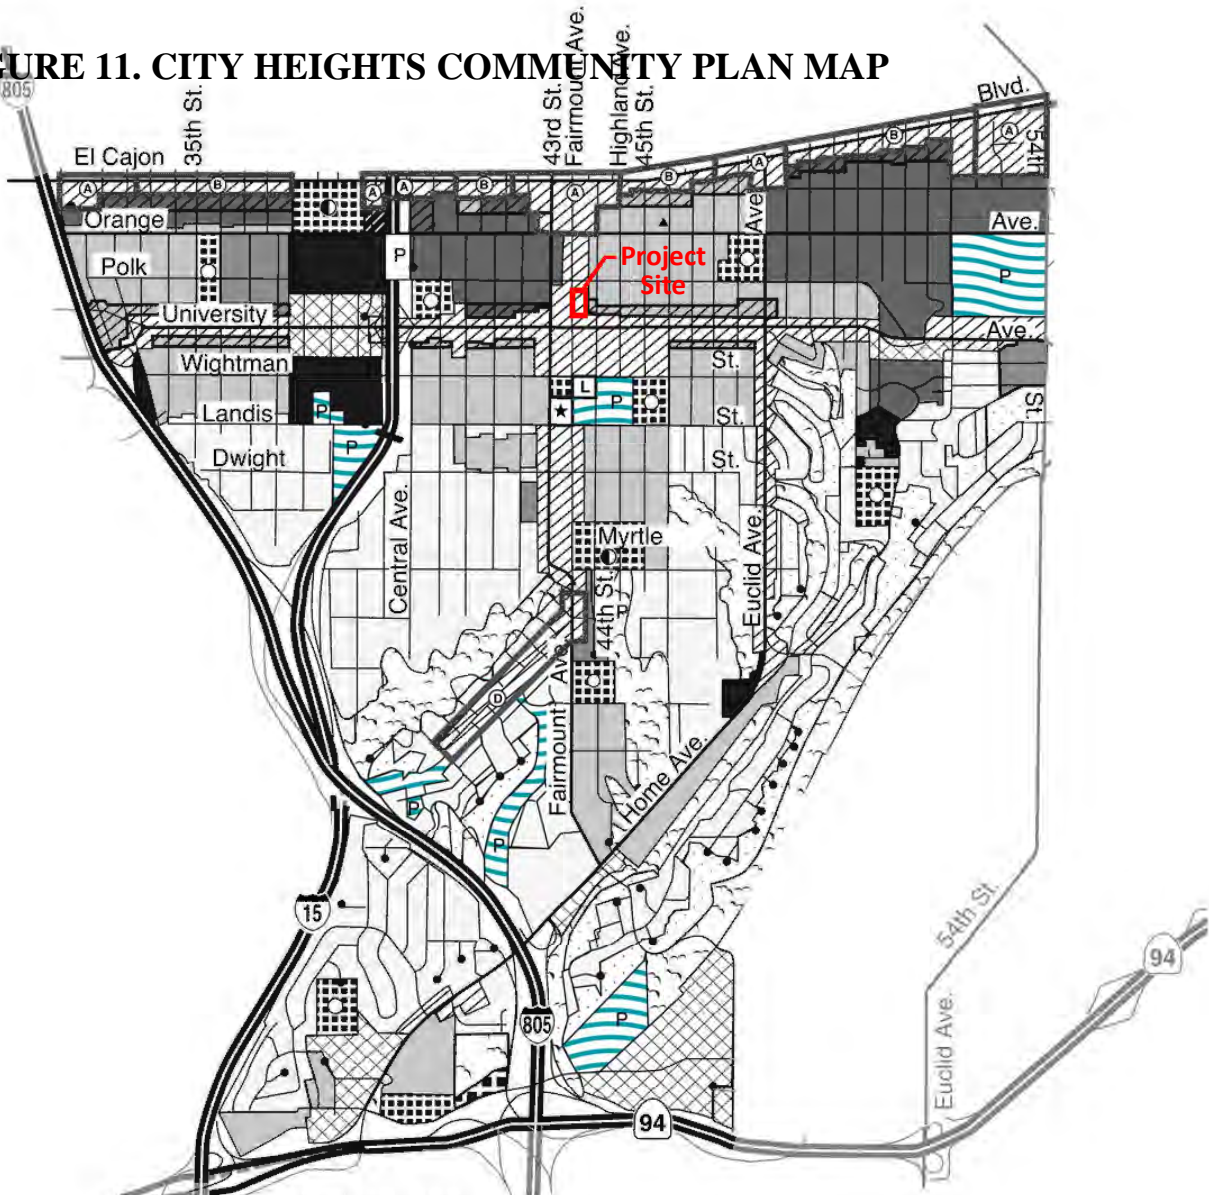 GURE 11. CITY HEIGHTS COMMUNITY PLAN MAP
805
35th St.
43rd St.
Fairmount Ave.
Highland Ave.
45th St.
Blvd.
El Cajon
A
B
A
A
B
A
B
A
B
A
54th
Orange
Ave.
Ave.
Polk
P
Project
Site
P
University
Ave.
Wightman
St.
L
Landis
P
P
St.
St.
Dwight
P
St.
Central Ave.
Myrtle
Euclid Ave.
44th St.
P
D
Fairmount Ave.
Home Ave.
P
P
15
54th St.
94
805
P
Euclid Ave.
94